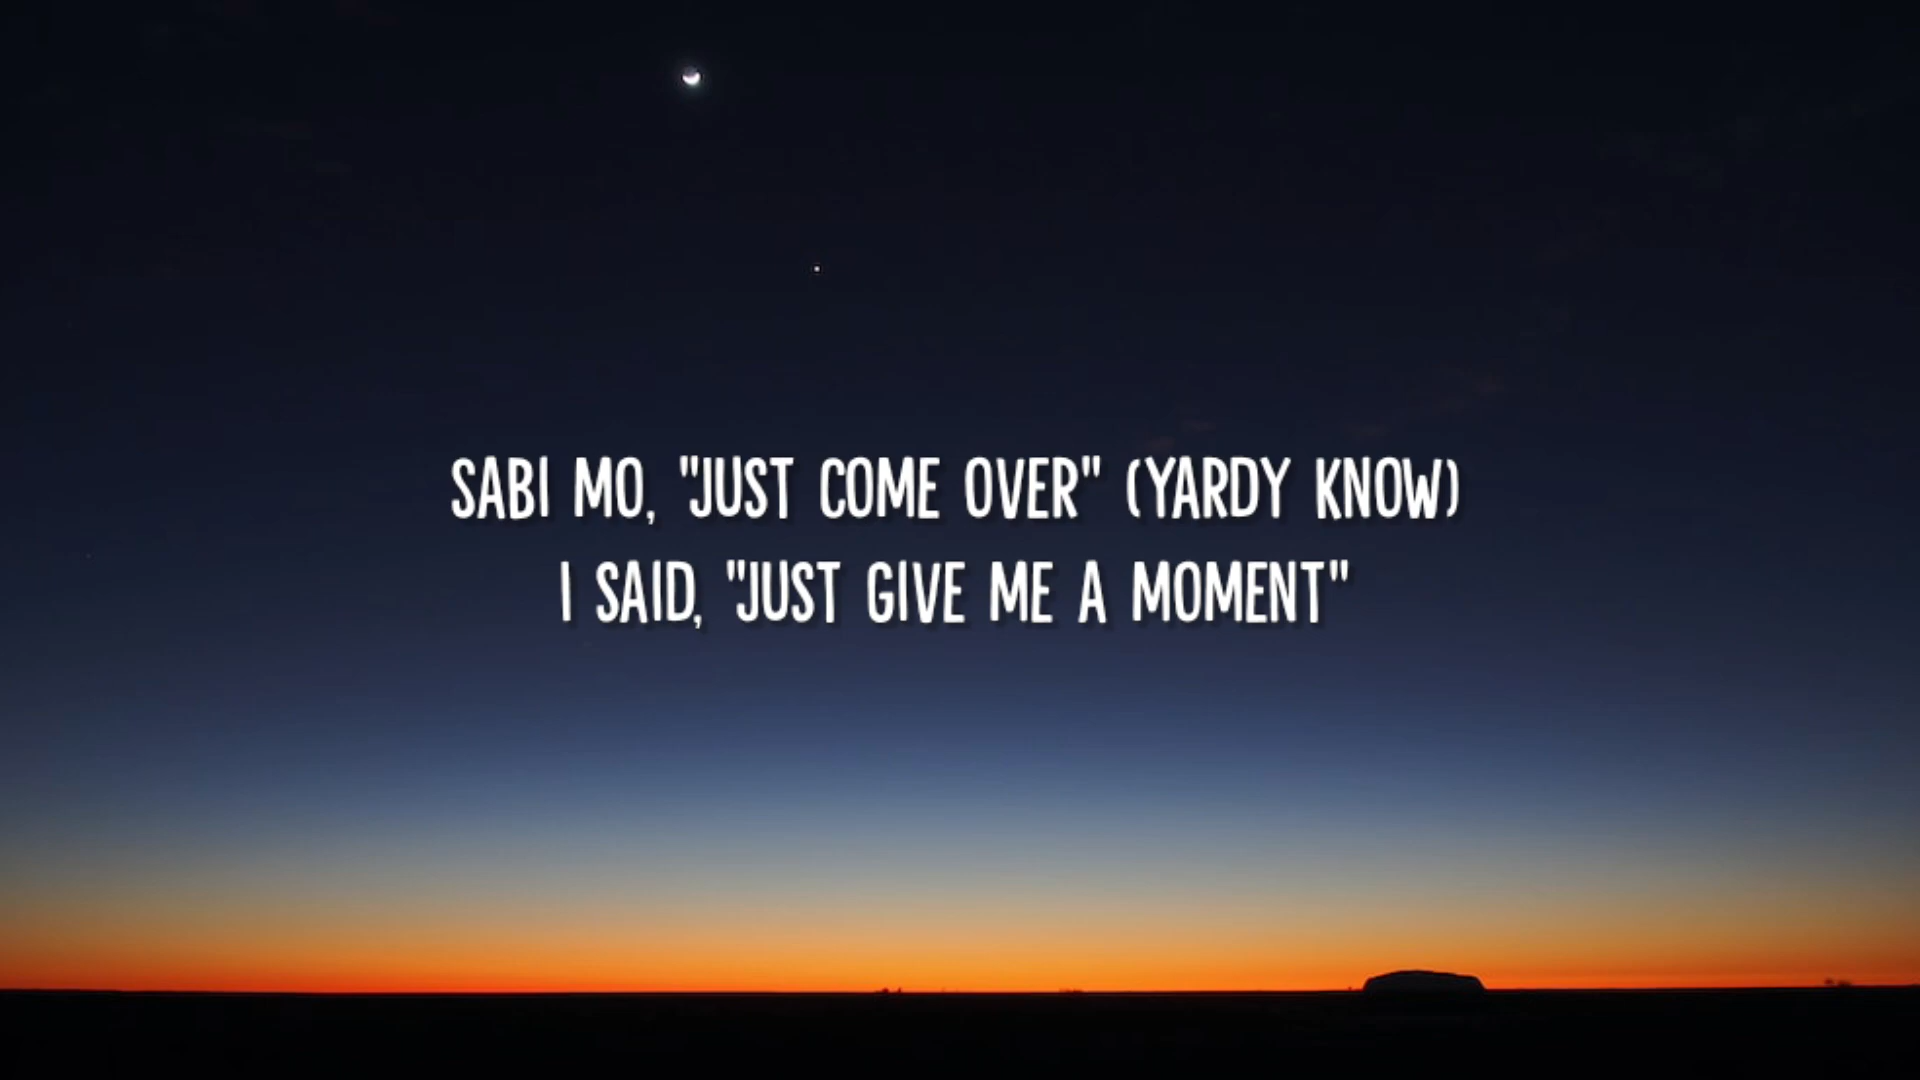 SABI MO, "JUST COME OVER" (YARDY KNOW)
I SAID, "JUST GIVE ME A MOMENT"